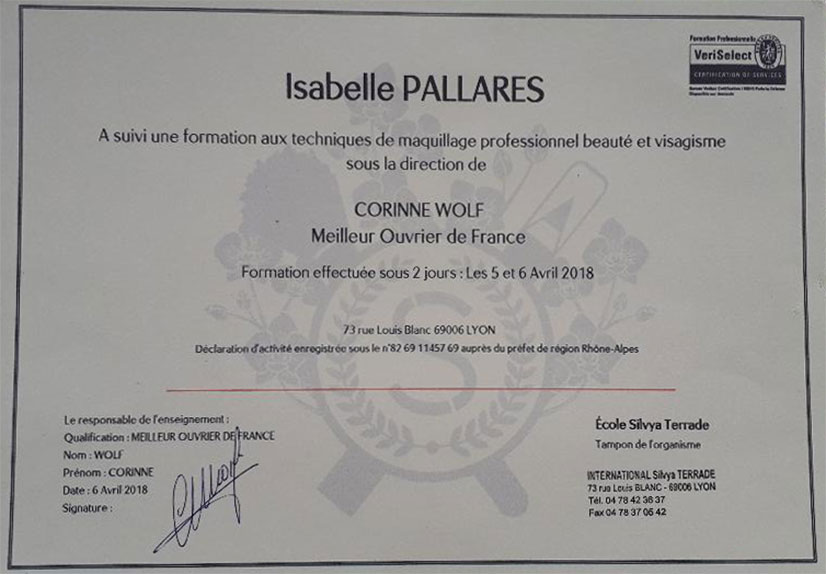 Formation Professionnelle
VeriSelect
CERTIFICATION OF SERVICES
Isabelle PALLARES
A suivi une formation aux techniques de maquillage professionnel beauté et visagisme
sous la direction de
CORINNE WOLF
Meilleur Ouvrier de France
Formation effectuée sous 2 jours : Les 5 et 6 Avril 2018
73 rue Louis Blanc 69006 LYON
Déclaration d'activité enregistrée sous le n°82 69 11457 69 auprès du préfet de région Rhône-Alpes
Le responsable de l'enseignement :
Qualification : MEILLEUR OUVRIER DE FRANCE
Nom : WOLF
Prénom : CORINNE
Date : 6 Avril 2018
Signature :
École Silvya Terrade
Tampon de l'organisme
INTERNATIONAL Silvya TERRADE
73 rue Louis BLANC - 69006 LYON
Tél. 04 78 42 36 37
Fax 04 78 37 06 42
S